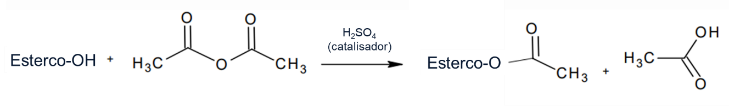 Esterco-OH + H₃C O O O CH₃
H₂SO₄
(catalisador)
Esterco-O O CH₃ + H₃C OH O